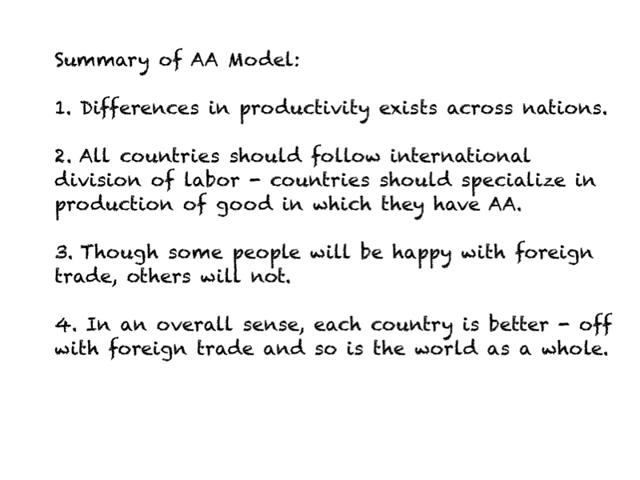 Summary of AA Model:
1. Differences in productivity exists across nations.
2. All countries should follow international
division of labor - countries should specialize in
production of good in which they have AA.
3. Though some people will be happy with foreign
trade, others will not.
4. In an overall sense, each country is better - off
with foreign trade and so is the world as a whole.